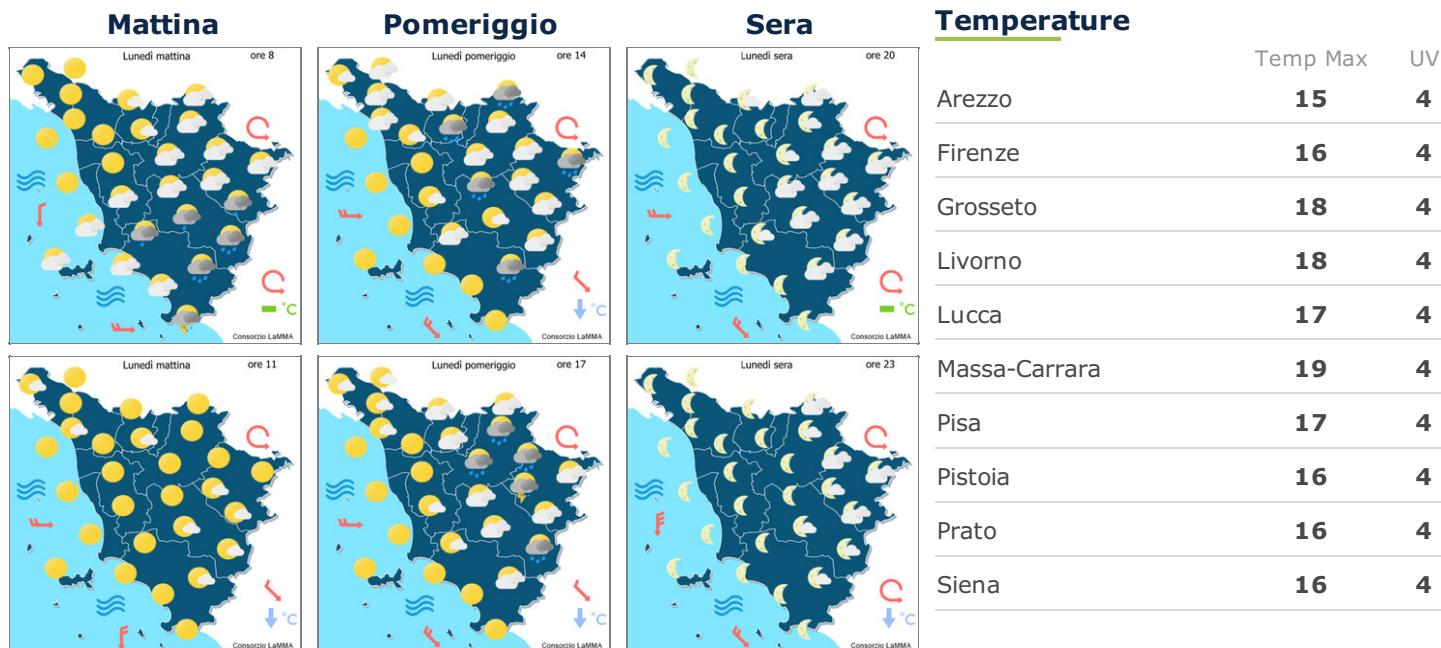 Mattina
Pomeriggio
Sera
Lunedì mattina ore 8
°C
Consorzio LaMMA
Lunedì pomeriggio ore 14
°C
Consorzio LaMMA
Lunedì sera ore 20
°C
Consorzio LaMMA
Lunedì mattina ore 11
°C
Consorzio LaMMA
Lunedì pomeriggio ore 17
°C
Consorzio LaMMA
Lunedì sera ore 23
°C
Consorzio LaMMA
Temperature
Temp Max UV
Arezzo 15 4
Firenze 16 4
Grosseto 18 4
Livorno 18 4
Lucca 17 4
Massa-Carrara 19 4
Pisa 17 4
Pistoia 16 4
Prato 16 4
Siena 16 4